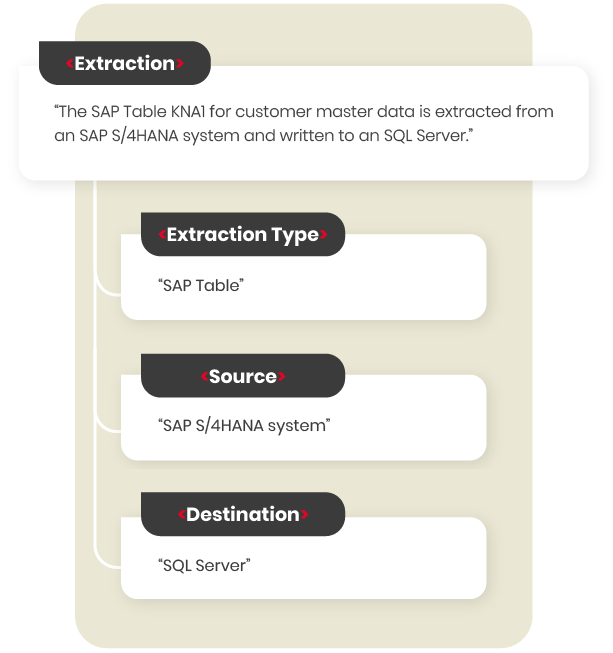 <Extraction>
“The SAP Table KNA1 for customer master data is extracted from
an SAP S/4HANA system and written to an SQL Server.”
<Extraction Type>
“SAP Table”
<Source>
“SAP S/4HANA system”
<Destination>
“SQL Server”